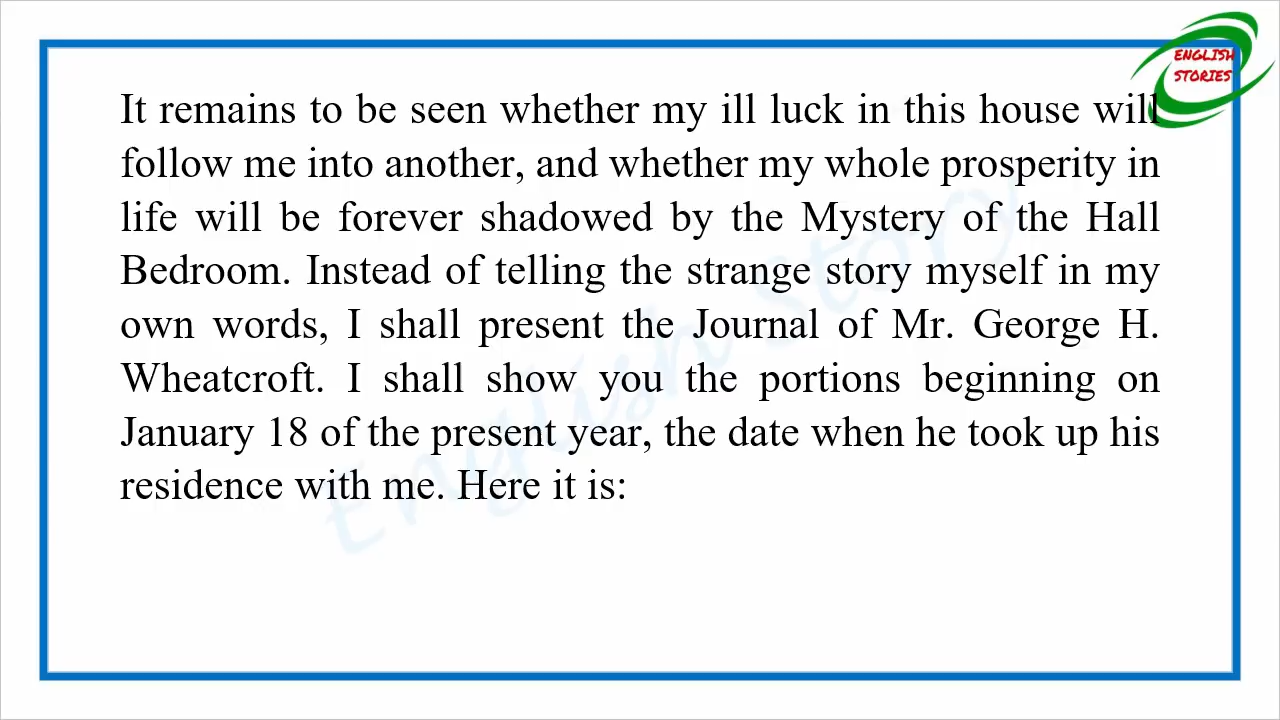 ENGLISH
STORIES
It remains to be seen whether my ill luck in this house will
follow me into another, and whether my whole prosperity in
life will be forever shadowed by the Mystery of the Hall
Bedroom. Instead of telling the strange story myself in my
own words, I shall present the Journal of Mr. George H.
Wheatcroft. I shall show you the portions beginning on
January 18 of the present year, the date when he took up his
residence with me. Here it is:
English Story